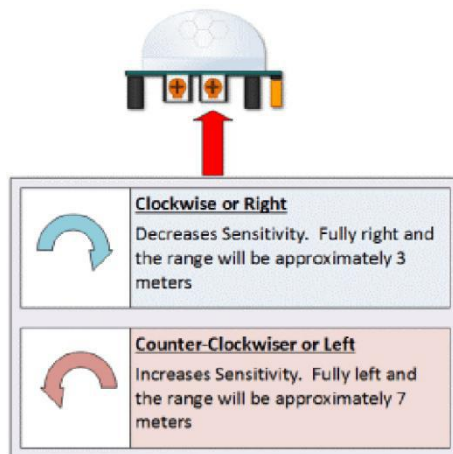 Clockwise or Right
Decreases Sensitivity. Fully right and
the range will be approximately 3
meters
Counter-Clockwiser or Left
Increases Sensitivity. Fully left and
the range will be approximately 7
meters